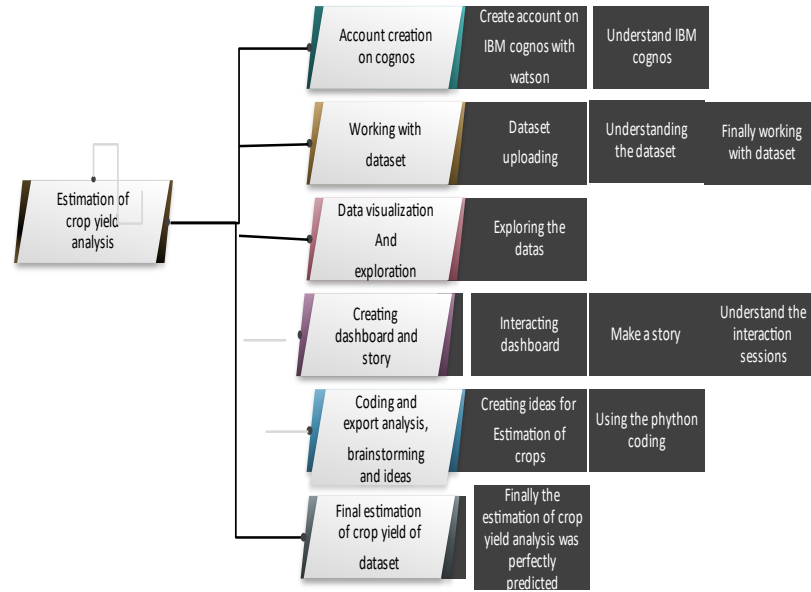 Estimation of
crop yield
analysis
Account creation
on cognos
Create account on
IBM cognos with
watson
Understand IBM
cognos
Working with
dataset
Dataset
uploading
Understanding
the dataset
Finally working
with dataset
Data visualization
And
exploration
Exploring the
datas
Creating
dashboard and
story
Interacting
dashboard
Make a story
Understand the
interaction
sessions
Coding and
export analysis,
brainstorming
and ideas
Creating ideas for
Estimation of
crops
Using the phython
coding
Final estimation
of crop yield of
dataset
Finally the
estimation of crop
yield analysis was
perfectly
predicted